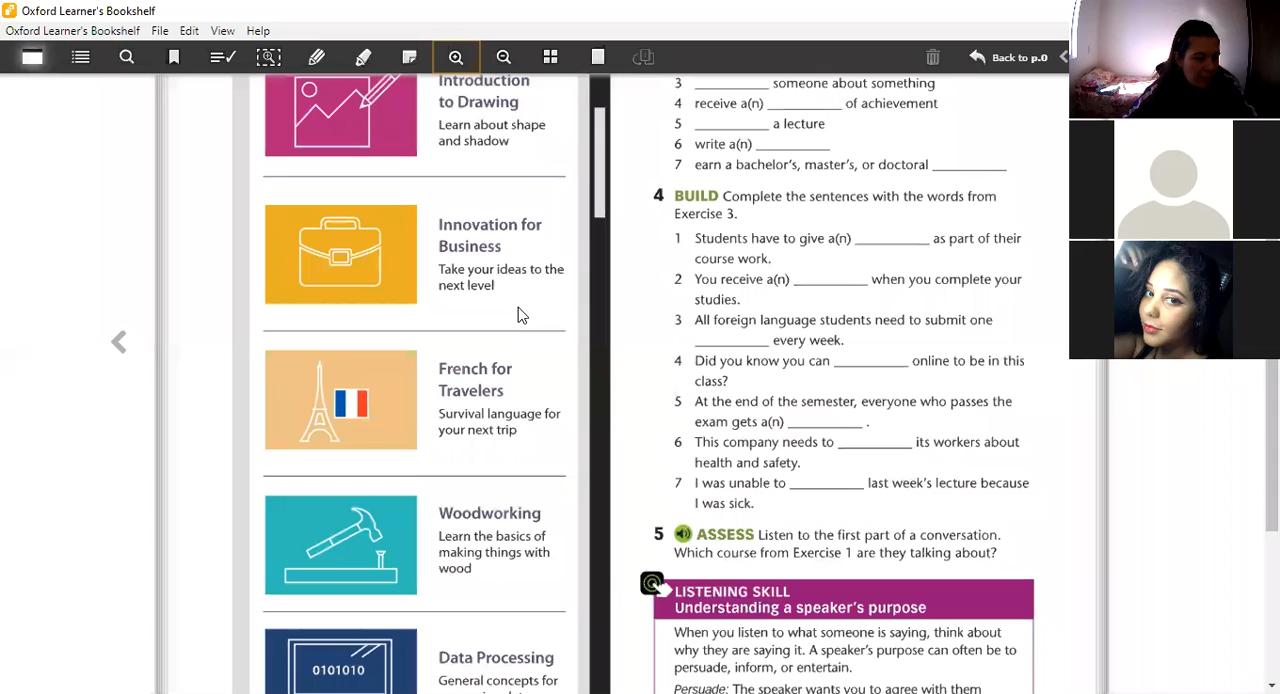 Oxford Learner's Bookshelf
Oxford Learner's Bookshelf File Edit View Help
Back to p.0
Introduction
to Drawing
Learn about shape
and shadow
Innovation for
Business
Take your ideas to the
next level
French for
Travelers
Survival language for
your next trip
Woodworking
Learn the basics of
making things with
wood
0101010
Data Processing
General concepts for
3 __________ someone about something
4 receive a(n) __________ of achievement
5 __________ a lecture
6 write a(n) __________
7 earn a bachelor's, master's, or doctoral __________
4 BUILD Complete the sentences with the words from
Exercise 3.
1 Students have to give a(n) __________ as part of their
course work.
2 You receive a(n) __________ when you complete your
studies.
3 All foreign language students need to submit one
__________ every week.
4 Did you know you can __________ online to be in this
class?
5 At the end of the semester, everyone who passes the
exam gets a(n) __________ .
6 This company needs to __________ its workers about
health and safety.
7 I was unable to __________ last week's lecture because
I was sick.
5 ASSESS Listen to the first part of a conversation.
Which course from Exercise 1 are they talking about?
LISTENING SKILL
Understanding a speaker's purpose
When you listen to what someone is saying, think about
why they are saying it. A speaker's purpose can often be to
persuade, inform, or entertain.
Persuade: The speaker wants you to agree with them